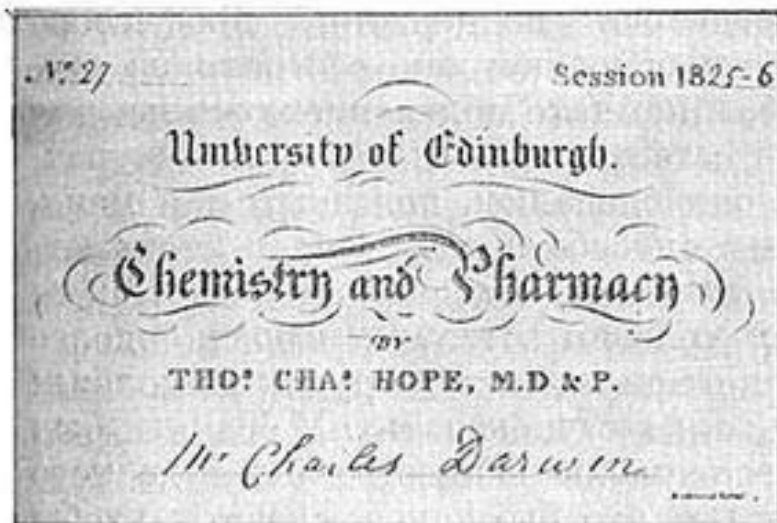 No. 27 Session 1825-6
University of Edinburgh.
Chemistry and Pharmacy
BY
THOS. CHAS. HOPE, M.D & P.
Mr Charles Darwin